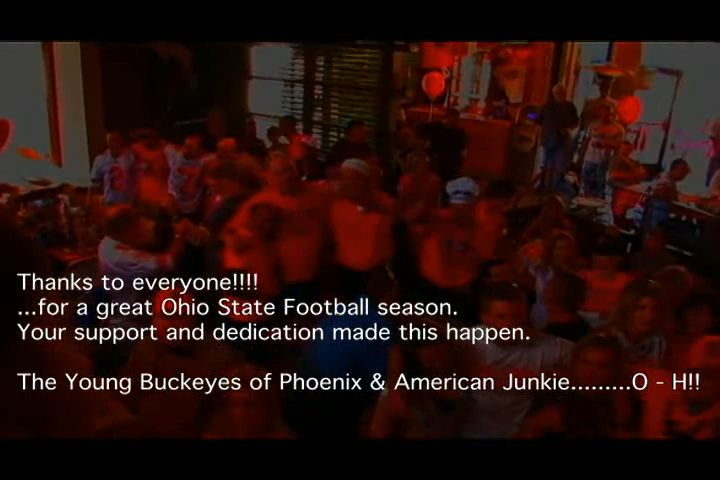 Thanks to everyone!!!!
...for a great Ohio State Football season.
Your support and dedication made this happen.
The Young Buckeyes of Phoenix & American Junkie.........O - H!!